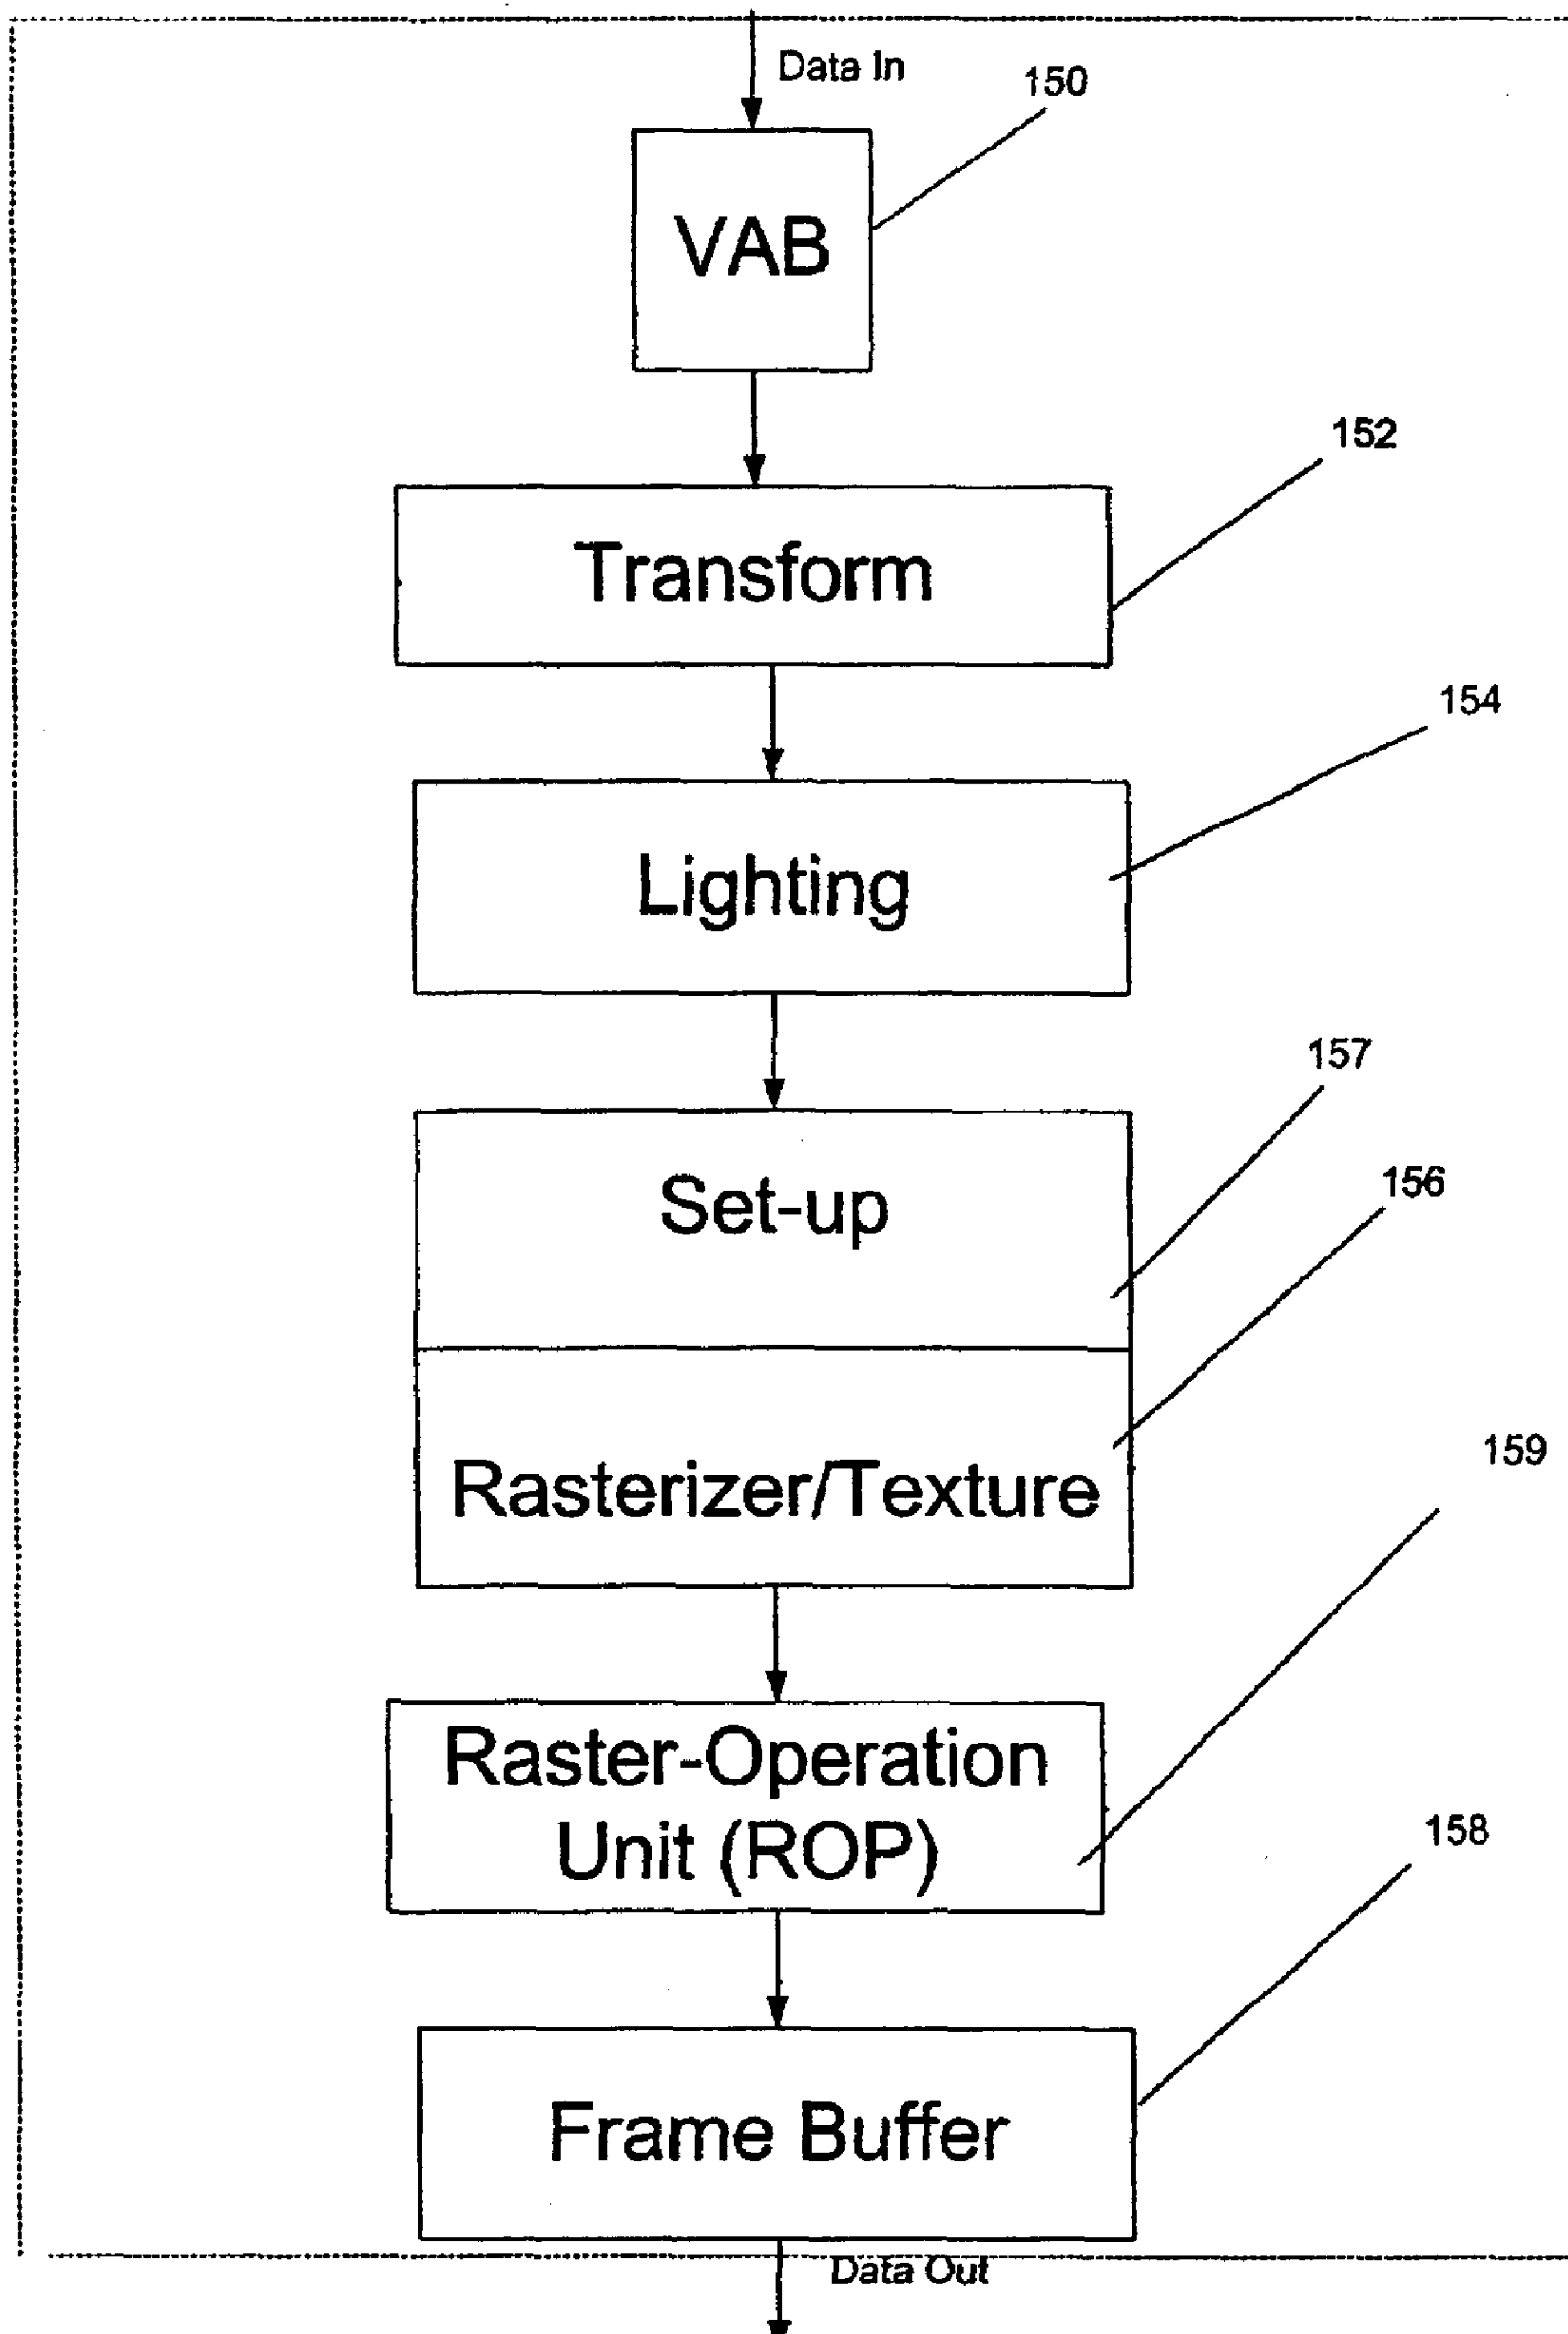 Data In
150
VAB
152
Transform
154
Lighting
157
Set-up
156
Rasterizer/Texture
159
Raster-Operation
Unit (ROP)
158
Frame Buffer
Data Out